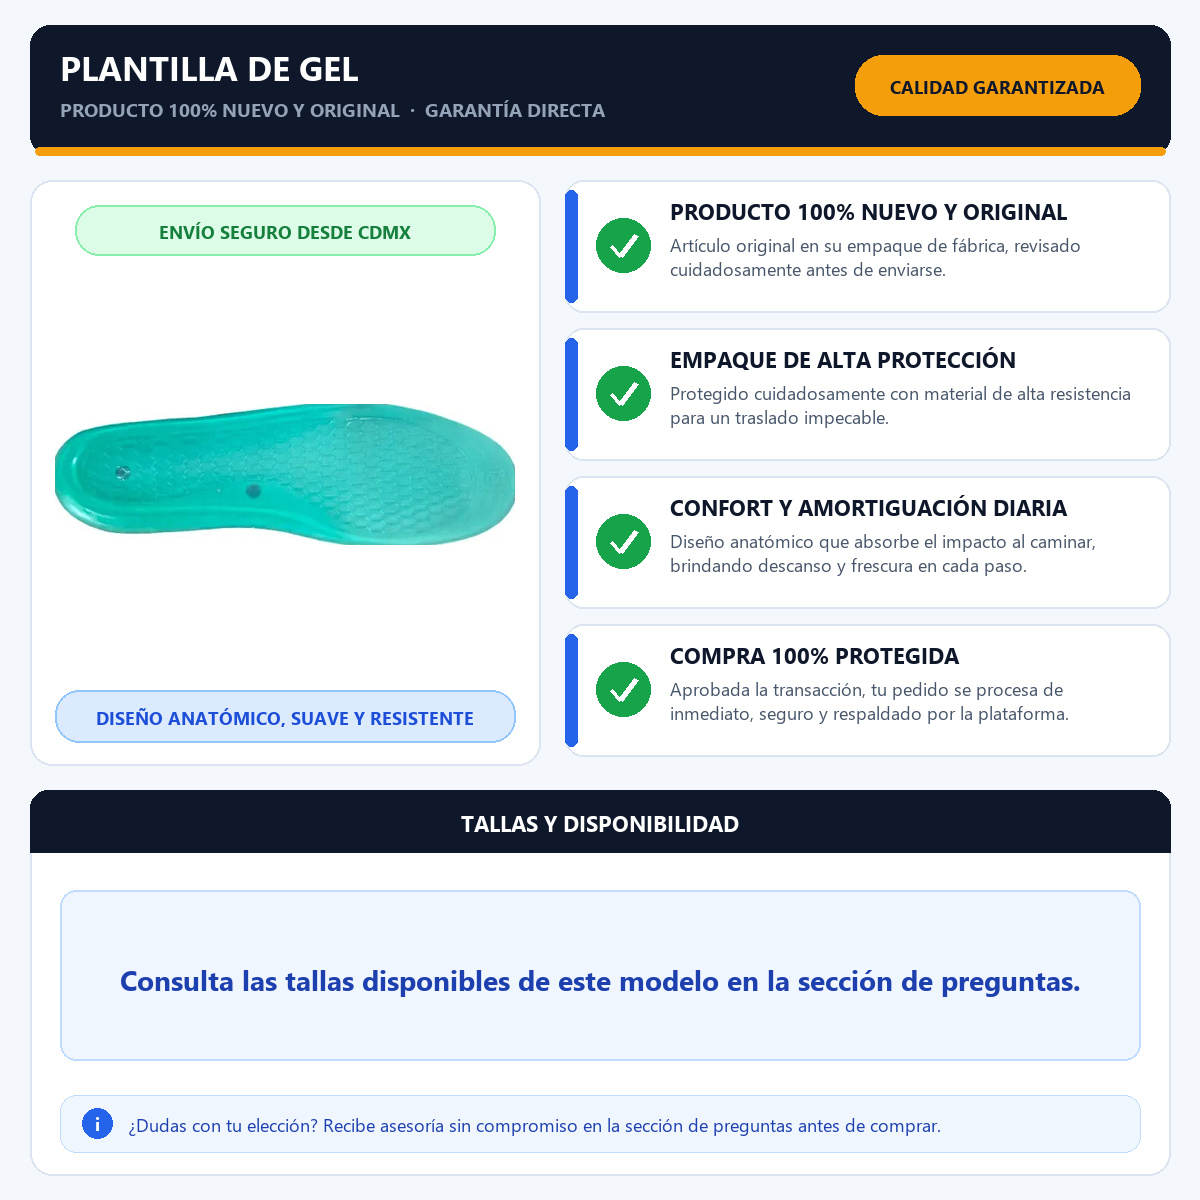 PLANTILLA DE GEL
PRODUCTO 100% NUEVO Y ORIGINAL · GARANTÍA DIRECTA
CALIDAD GARANTIZADA
ENVÍO SEGURO DESDE CDMX
DISEÑO ANATÓMICO, SUAVE Y RESISTENTE
PRODUCTO 100% NUEVO Y ORIGINAL
Artículo original en su empaque de fábrica, revisado
cuidadosamente antes de enviarse.
EMPAQUE DE ALTA PROTECCIÓN
Protegido cuidadosamente con material de alta resistencia
para un traslado impecable.
CONFORT Y AMORTIGUACIÓN DIARIA
Diseño anatómico que absorbe el impacto al caminar,
brindando descanso y frescura en cada paso.
COMPRA 100% PROTEGIDA
Aprobada la transacción, tu pedido se procesa de
inmediato, seguro y respaldado por la plataforma.
TALLAS Y DISPONIBILIDAD
Consulta las tallas disponibles de este modelo en la sección de preguntas.
i
¿Dudas con tu elección? Recibe asesoría sin compromiso en la sección de preguntas antes de comprar.